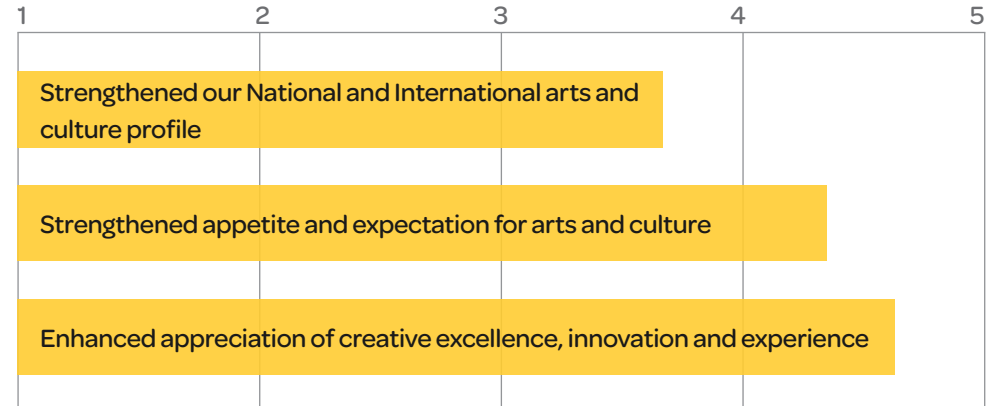 1 2 3 4 5
Strengthened our National and International arts and
culture profile
Strengthened appetite and expectation for arts and culture
Enhanced appreciation of creative excellence, innovation and experience